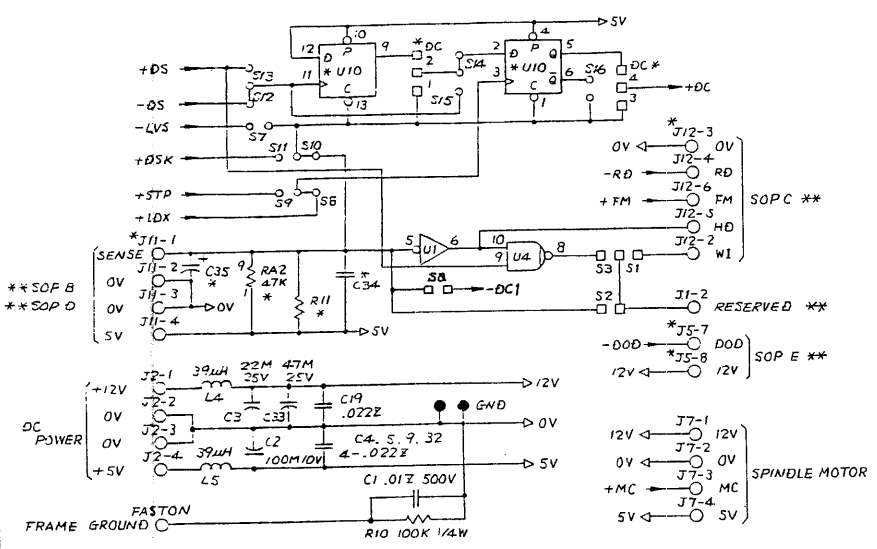 5V
10
4
12
D
P
9
*DC
2
D
P
Q
5
DC*
+DS
S13
* U10
2
S14
* U10
Q̅
6
S16
4
+DC
11
C
1
S15
3
C
3
-DS
S12
13
1
-LVS
S7
+DSK
S11
S10
+STP
S9
S8
+IDX
*J12-3
0V
0V
J12-4
-RD
RD
J12-6
+FM
FM
SOP C **
J12-5
HD
J12-2
WI
*J11-1
SENSE
J11-2
0V
**SOP B
**SOP D
J11-3
0V
0V
J11-4
5V
+
C35
*
9
RA2
47K
*
1
R11
*
*
C34
5V
5
U1
6
10
9
U4
8
S3
S1
-DC1
S2
J1-2
RESERVED **
*J5-7
-DOD
DOD
*J5-8
12V
12V
SOP E **
J2-1
+12V
39μH
L4
22M
25V
47M
25V
C3
C33
C19
.022Z
12V
J2-2
0V
DC
POWER
J2-3
0V
GND
0V
C2
100M10V
C4. 5. 9. 32
4-.022Z
J2-4
+5V
39μH
L5
5V
J7-1
12V
12V
J7-2
0V
0V
J7-3
+MC
MC
J7-4
5V
5V
SPINDLE MOTOR
C1 .01Z 500V
FASTON
FRAME GROUND
R10 100K 1/4W